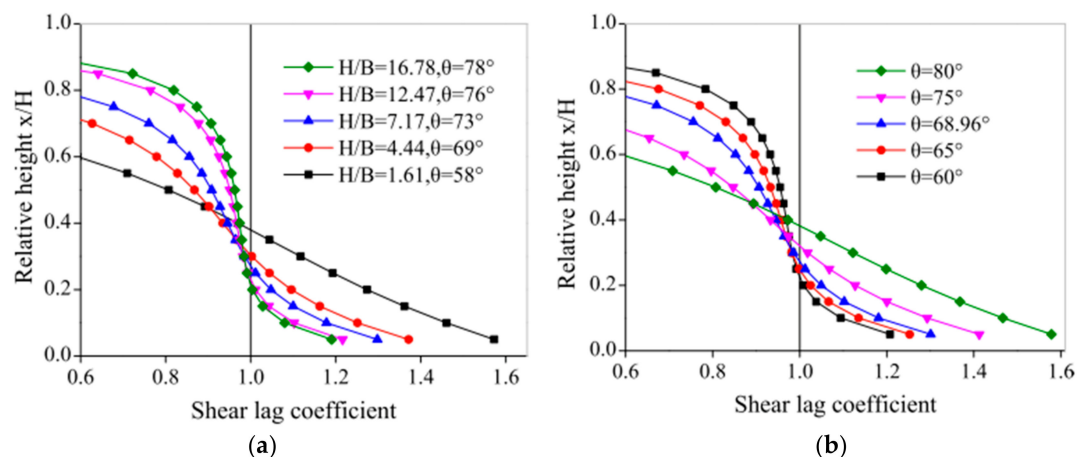 (a)
1.0
0.8
0.6
0.4
0.2
0.0
Relative height x/H
H/B=16.78,θ=78°
H/B=12.47,θ=76°
H/B=7.17,θ=73°
H/B=4.44,θ=69°
H/B=1.61,θ=58°
0.6 0.8 1.0 1.2 1.4 1.6
Shear lag coefficient
(a)
1.0
0.8
0.6
0.4
0.2
0.0
Relative height x/H
θ=80°
θ=75°
θ=68.96°
θ=65°
θ=60°
0.6 0.8 1.0 1.2 1.4 1.6
Shear lag coefficient
(b)